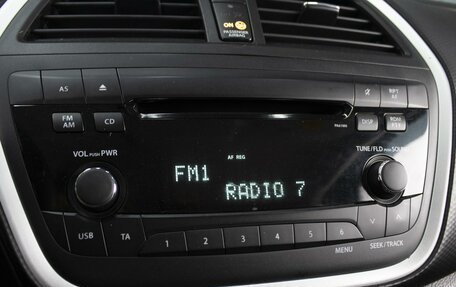 ON
PASSENGER
AIRBAG
AS
RPT
FM
AM
CD
DISP
RDM
PTY
VOL PUSH PWR
TUNE/FLD PUSH SOUND
AF REG
FM1
RADIO 7
USB
TA
1 2 3 4 5 6
MENU
SEEK/TRACK